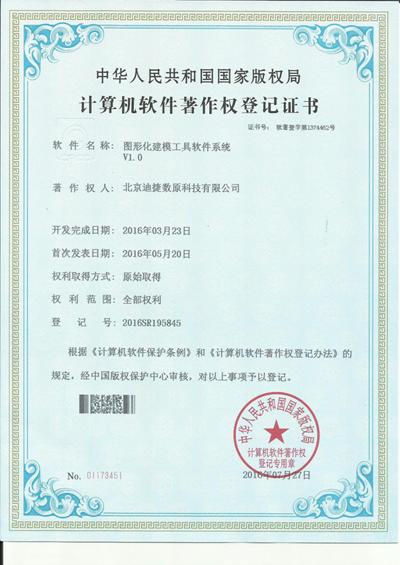 中华人民共和国国家版权局
计算机软件著作权登记证书
证书号： 软著登字第1374462号
软件名称： 图形化建模工具软件系统
V1.0
著作权人： 北京迪捷数原科技有限公司
开发完成日期： 2016年03月23日
首次发表日期： 2016年05月20日
权利取得方式： 原始取得
权利范围： 全部权利
登记号： 2016SR195845
根据《计算机软件保护条例》和《计算机软件著作权登记办法》的
规定，经中国版权保护中心审核，对以上事项予以登记。
中华人民共和国国家版权局
计算机软件著作权
登记专用章
No. 01173451
2016年07月27日